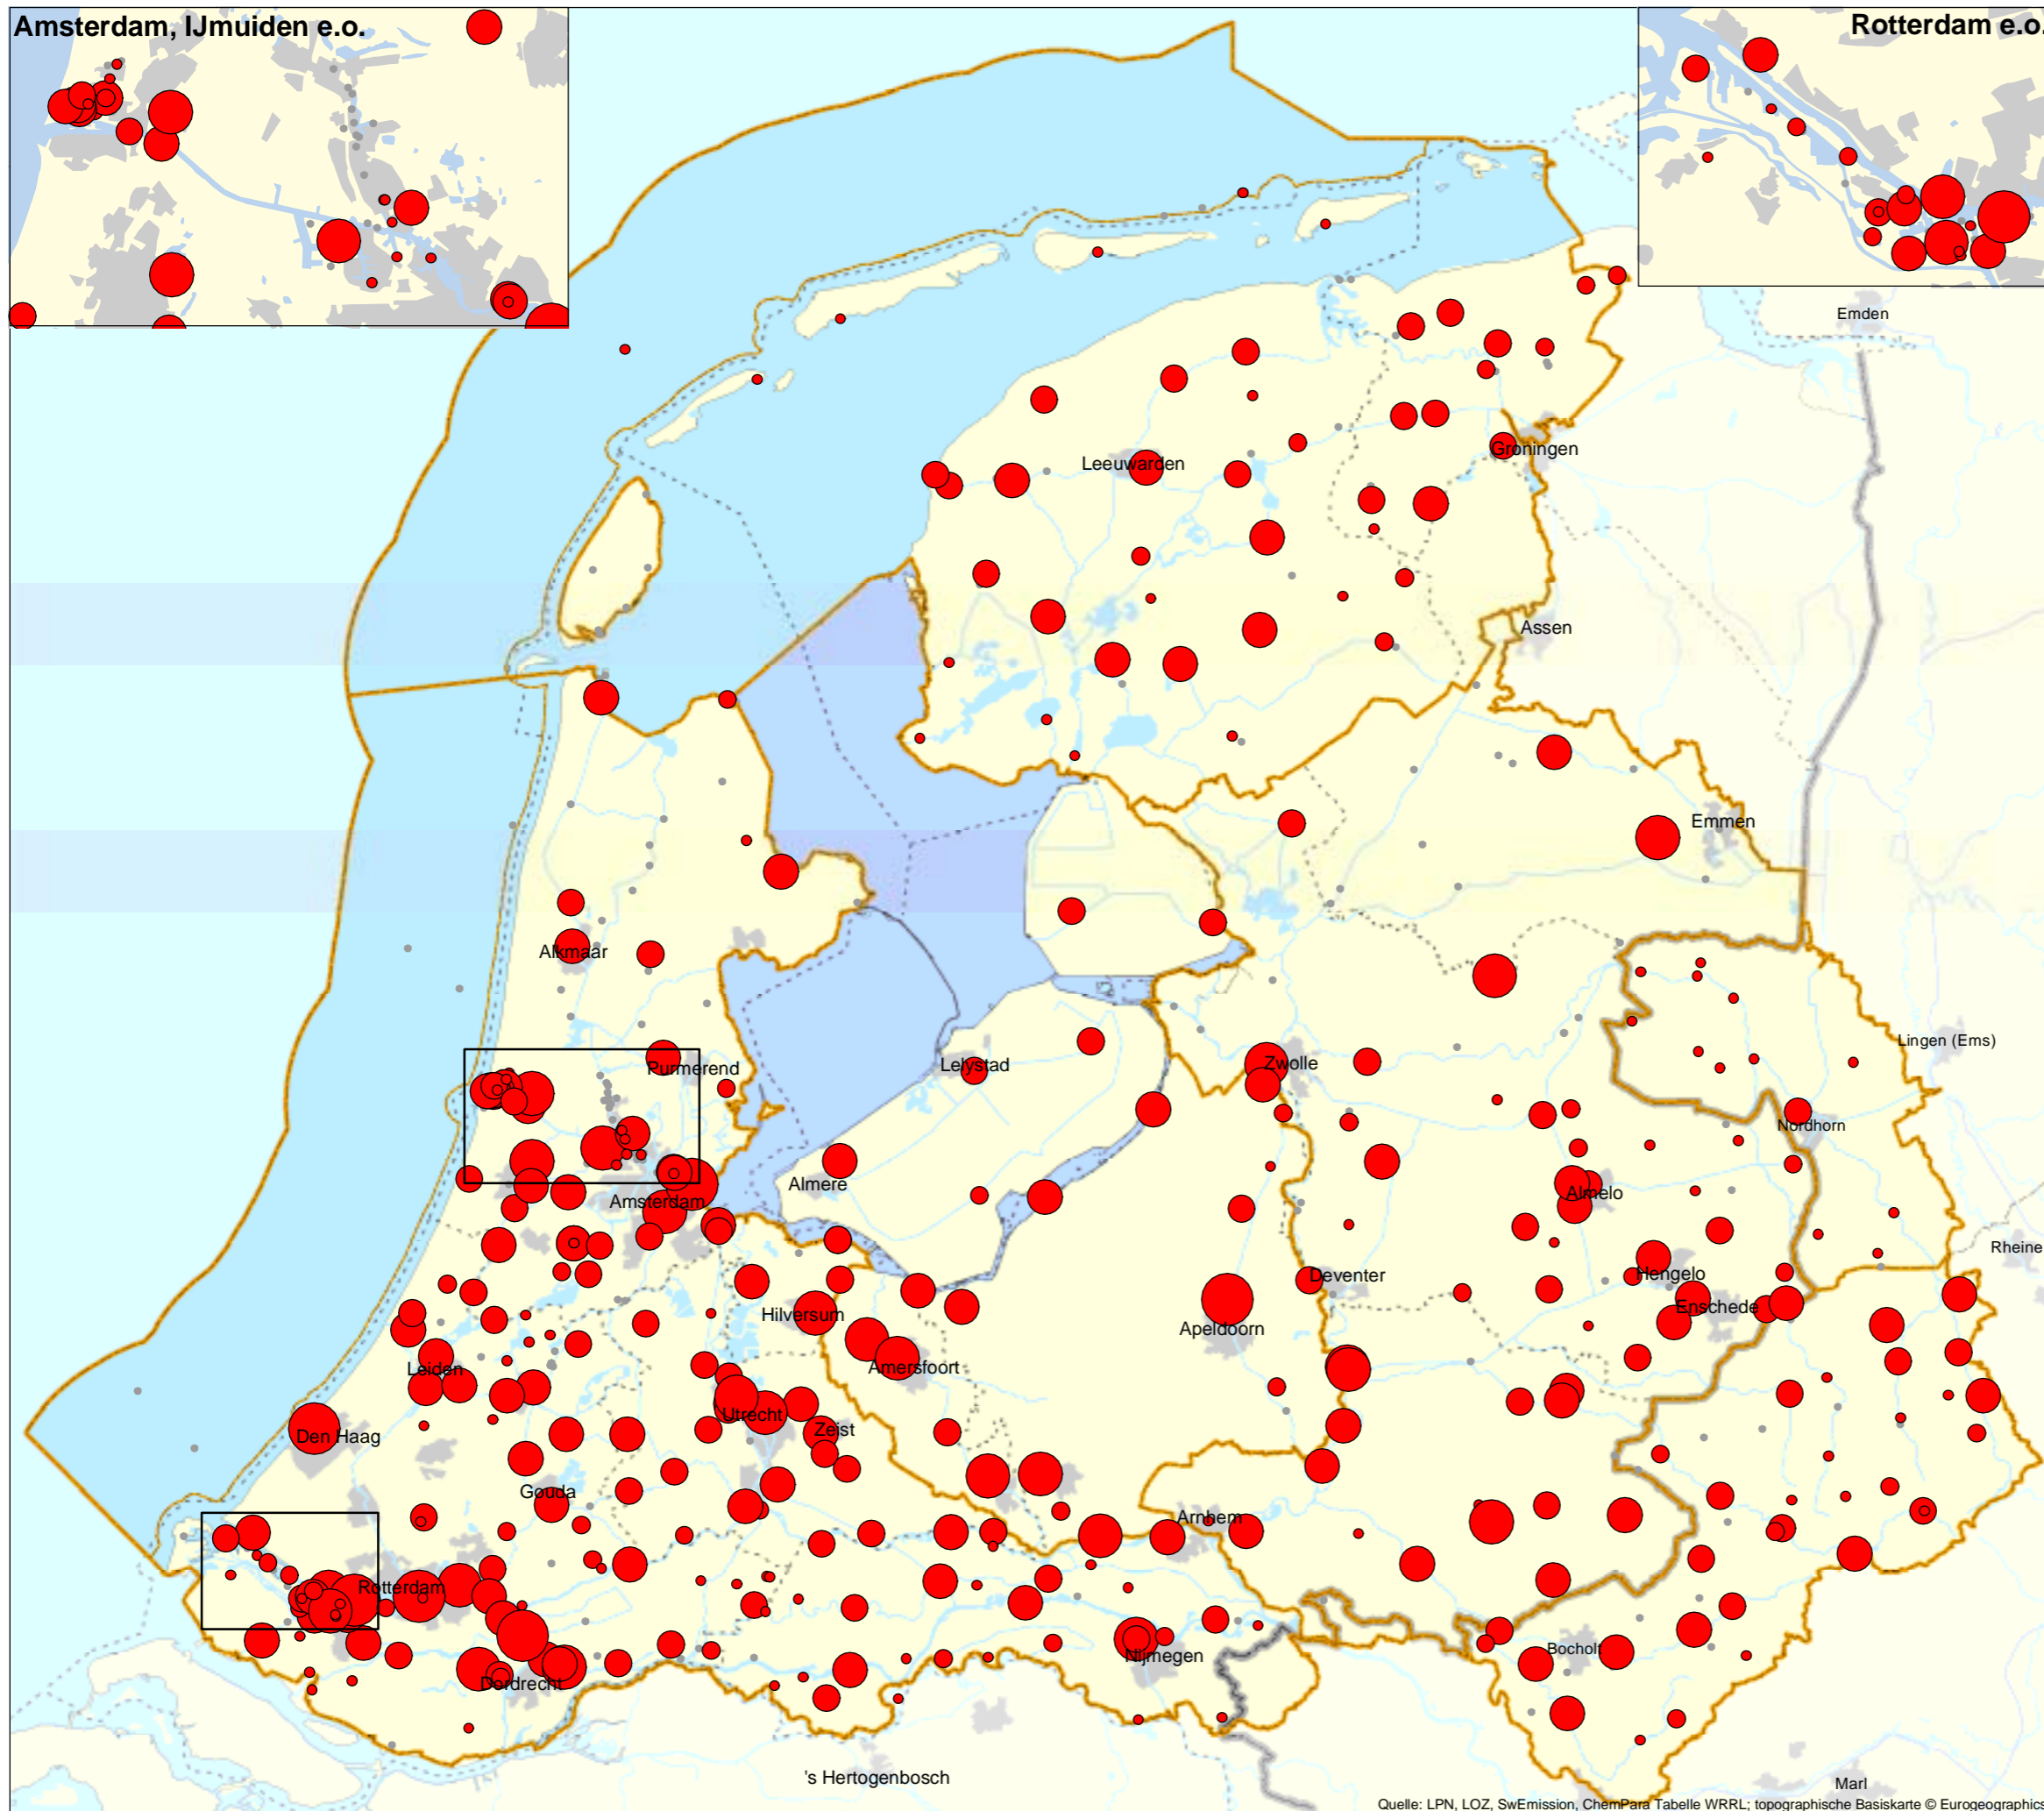 Amsterdam, IJmuiden e.o.
Rotterdam e.o.
Emden
Groningen
Leeuwarden
Assen
Emmen
Alkmaar
Lingen (Ems)
Purmerend
Lelystad
Zwolle
Nordhorn
Almere
Almelo
Amsterdam
Rheine
Hengelo
Deventer
Enschede
Hilversum
Apeldoorn
Amersfoort
Leiden
Utrecht
Zeist
Den Haag
Gouda
Arnhem
Rotterdam
Bocholt
Nijmegen
Dordrecht
's Hertogenbosch
Marl
Quelle: LPN, LOZ, SwEmission, ChemPara Tabelle WRRL; topographische Basiskarte © Eurogeographics